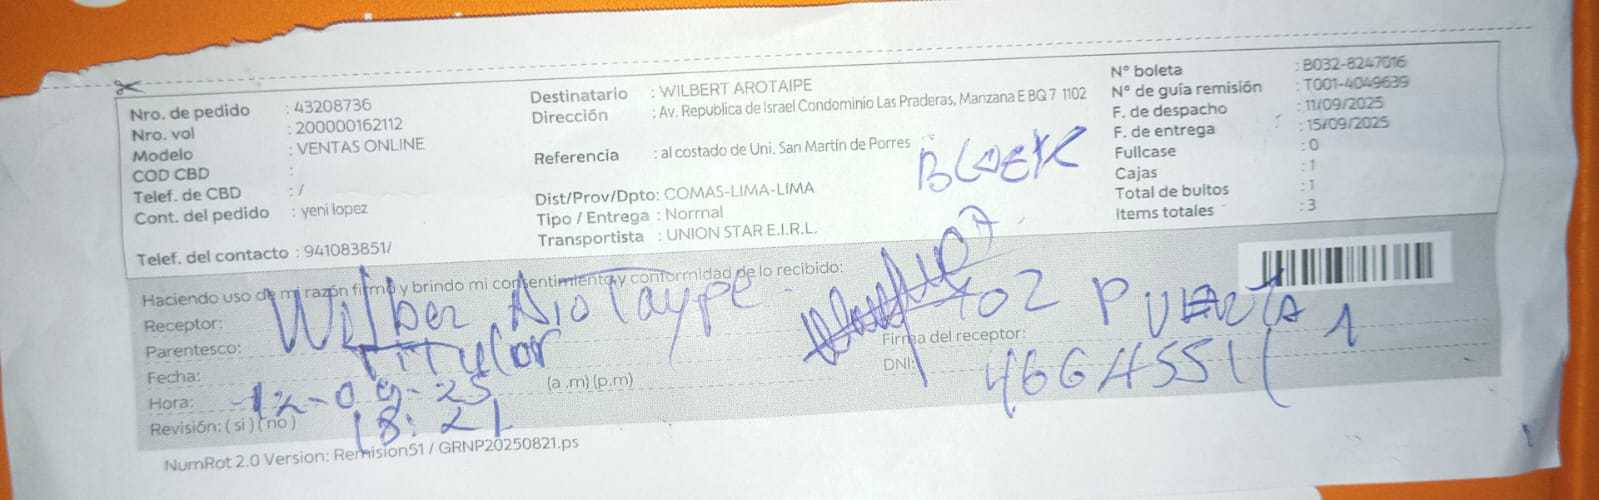 Nro. de pedido : 43208736
Nro. vol : 200000162112
Modelo : VENTAS ONLINE
COD CBD :
Telef. de CBD : /
Cont. del pedido : yeni lopez
Telef. del contacto : 941083851/
Destinatario : WILBERT AROTAIPE
Dirección : Av. Republica de Israel Condominio Las Praderas, Manzana E BQ 7 1102
Referencia : al costado de Uni. San Martín de Porres
Dist/Prov/Dpto: COMAS-LIMA-LIMA
Tipo / Entrega : Normal
Transportista : UNION STAR E.I.R.L.
N° boleta : B032-8247016
N° de guía remisión : T001-4049639
F. de despacho : 11/09/2025
F. de entrega : 15/09/2025
Fullcase : 0
Cajas : 1
Total de bultos : 1
Items totales : 3
BLOCK
7
Haciendo uso de mi razón firmo y brindo mi consentimiento y conformidad de lo recibido:
Receptor: Wilber Arotaype
Parentesco: Titular
Fecha: 12-09-25
Hora: 18:21 (a .m) (p.m)
Revisión: ( si ) ( no )
702 PUERTA 1
Firma del receptor:
DNI: 46645511
NumRot 2.0 Version: Remision51 / GRNP20250821.ps